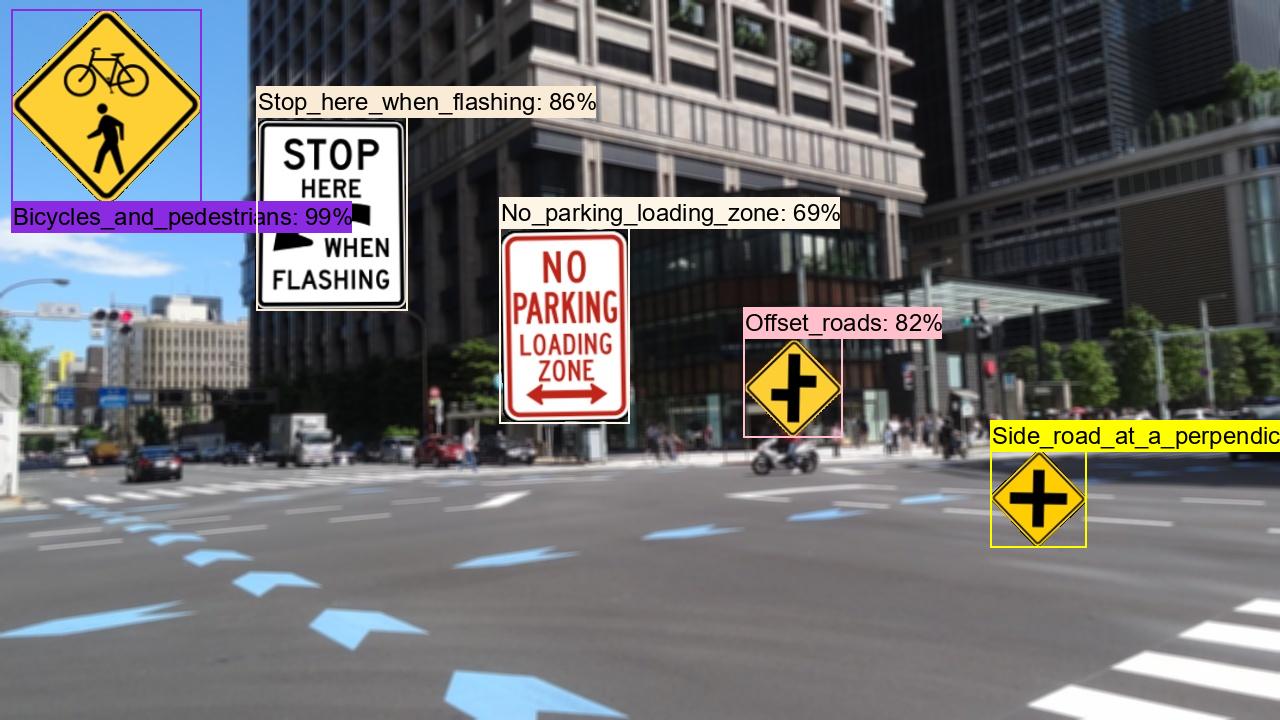 Bicycles_and_pedestrians: 99%
Stop_here_when_flashing: 86%
STOP
HERE
WHEN
FLASHING
No_parking_loading_zone: 69%
NO
PARKING
LOADING
ZONE
Offset_roads: 82%
Side_road_at_a_perpendic